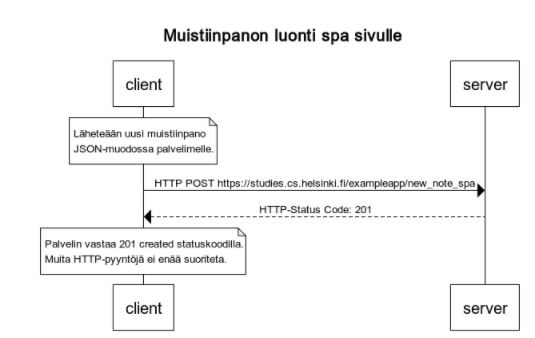 Muistiinpanon luonti spa sivulle
client
server
Läheteään uusi muistiinpano
JSON-muodossa palvelimelle.
HTTP POST https://studies.cs.helsinki.fi/exampleapp/new_note_spa
HTTP-Status Code: 201
Palvelin vastaa 201 created statuskoodilla.
Muita HTTP-pyyntöjä ei enää suoriteta.
client
server